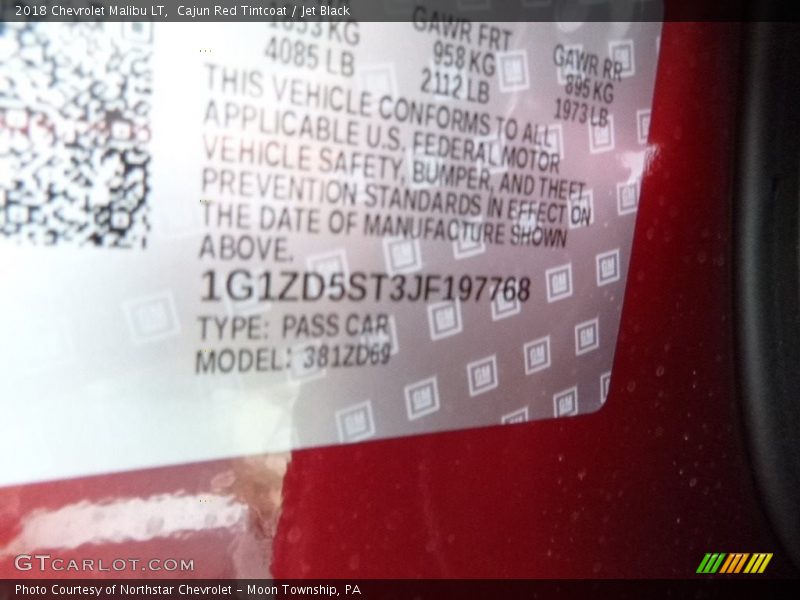 2018 Chevrolet Malibu LT, Cajun Red Tintcoat / Jet Black
KG
4085 LB
GAWR FRT
958 KG
2112 LB
GAWR RR
895 KG
1973 LB
THIS VEHICLE CONFORMS TO ALL
APPLICABLE U.S. FEDERAL MOTOR
VEHICLE SAFETY, BUMPER, AND THEFT
PREVENTION STANDARDS IN EFFECT ON
THE DATE OF MANUFACTURE SHOWN
ABOVE.
1G1ZD5ST3JF197768
TYPE: PASS CAR
MODEL: 381ZD69
GTCARLOT.COM
Photo Courtesy of Northstar Chevrolet - Moon Township, PA